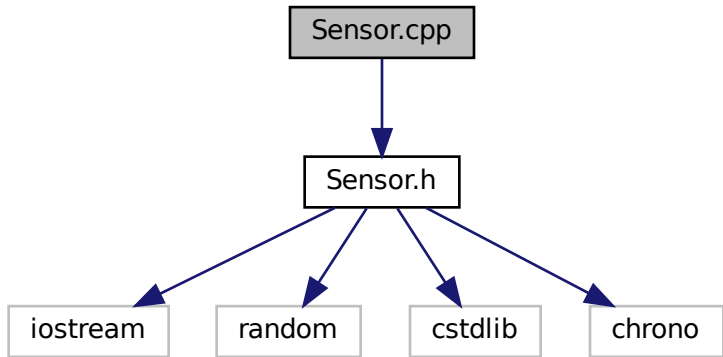 Sensor.cpp
Sensor.h
iostream
random
cstdlib
chrono